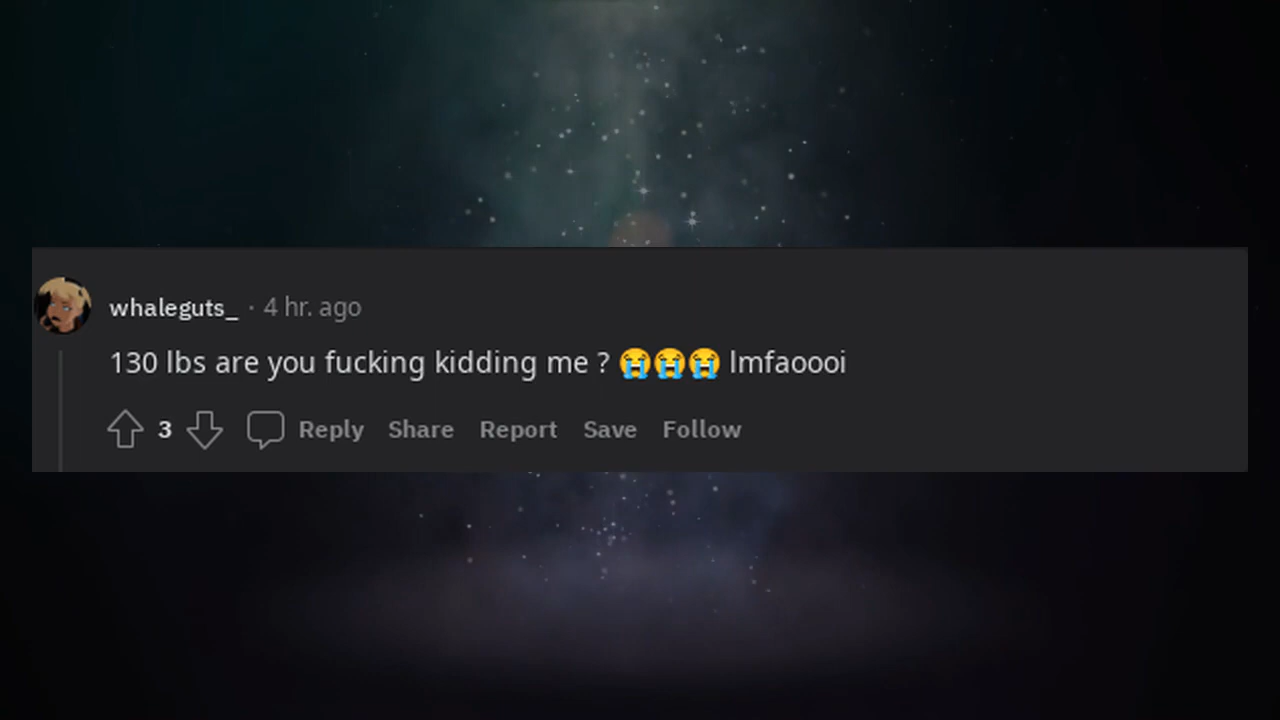 whaleguts_ · 4 hr. ago
130 lbs are you fucking kidding me ? 😭😭😭 lmfaoooi
3 Reply Share Report Save Follow